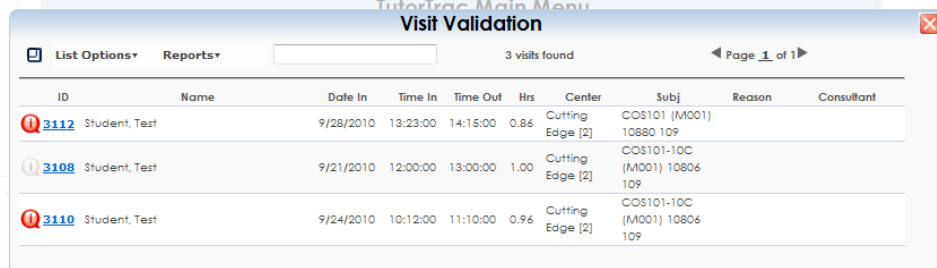 TutorTrac Main Menu
Visit Validation
List Options▾ Reports▾ 3 visits found Page 1 of 1
ID Name Date In Time In Time Out Hrs Center Subj Reason Consultant
3112 Student, Test 9/28/2010 13:23:00 14:15:00 0.86 Cutting Edge [2] COS101 (M001) 10880 109
3108 Student, Test 9/21/2010 12:00:00 13:00:00 1.00 Cutting Edge [2] COS101-10C (M001) 10806 109
3110 Student, Test 9/24/2010 10:12:00 11:10:00 0.96 Cutting Edge [2] COS101-10C (M001) 10806 109